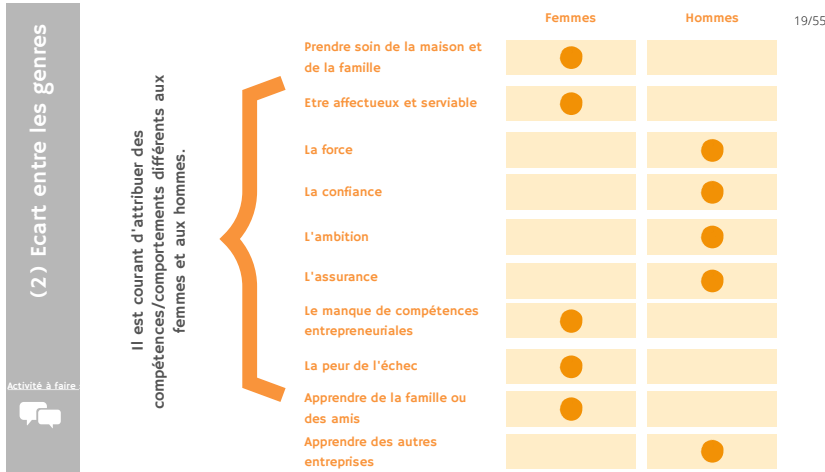 (2) Ecart entre les genres
Activité à faire :
Il est courant d'attribuer des
compétences/comportements différents aux
femmes et aux hommes.
Femmes
Hommes
19/55
Prendre soin de la maison et
de la famille
Etre affectueux et serviable
La force
La confiance
L'ambition
L'assurance
Le manque de compétences
entrepreneuriales
La peur de l'échec
Apprendre de la famille ou
des amis
Apprendre des autres
entreprises